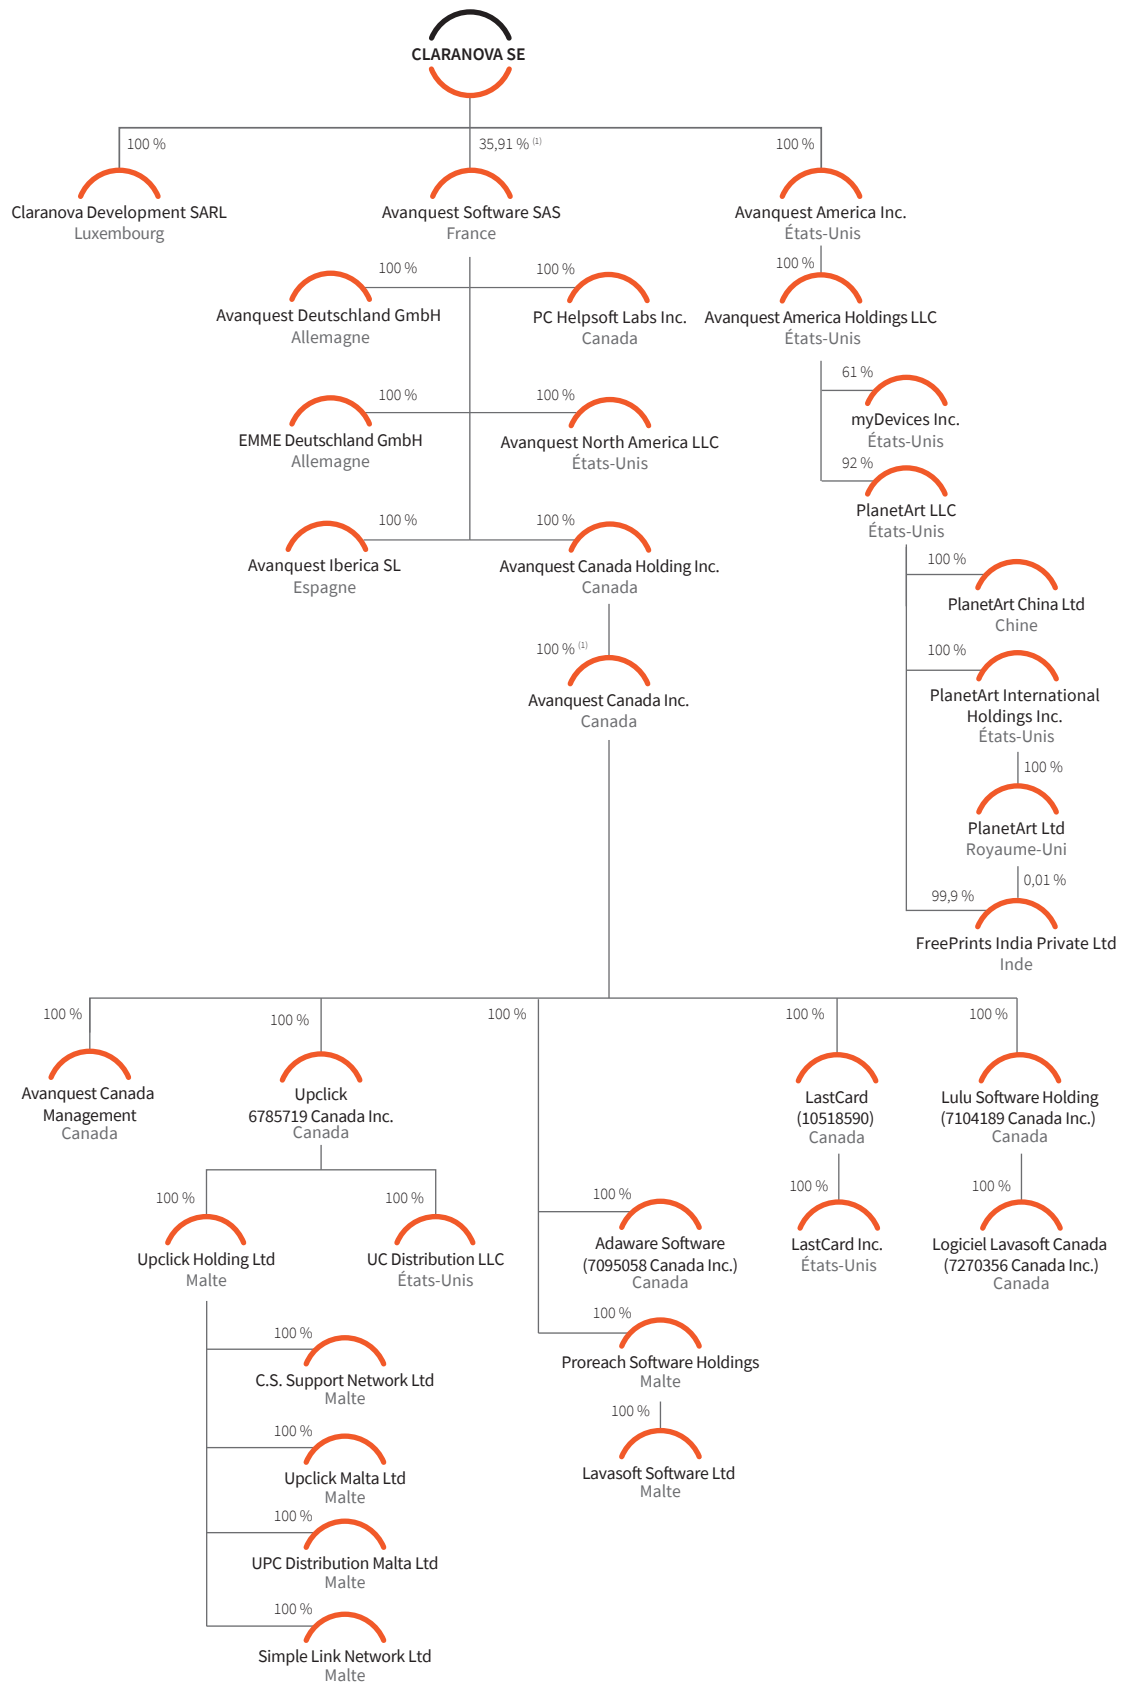 CLARANOVA SE
100 %
35,91 % (1)
100 %
Claranova Development SARL
Luxembourg
Avanquest Software SAS
France
Avanquest America Inc.
États-Unis
100 %
100 %
100 %
Avanquest Deutschland GmbH
Allemagne
PC Helpsoft Labs Inc.
Canada
Avanquest America Holdings LLC
États-Unis
61 %
myDevices Inc.
États-Unis
100 %
100 %
EMME Deutschland GmbH
Allemagne
Avanquest North America LLC
États-Unis
92 %
PlanetArt LLC
États-Unis
100 %
100 %
Avanquest Iberica SL
Espagne
Avanquest Canada Holding Inc.
Canada
100 %
PlanetArt China Ltd
Chine
100 % (1)
Avanquest Canada Inc.
Canada
100 %
PlanetArt International
Holdings Inc.
États-Unis
100 %
PlanetArt Ltd
Royaume-Uni
0,01 %
99,9 %
FreePrints India Private Ltd
Inde
100 %
100 %
100 %
100 %
100 %
Avanquest Canada
Management
Canada
Upclick
6785719 Canada Inc.
Canada
LastCard
(10518590)
Canada
Lulu Software Holding
(7104189 Canada Inc.)
Canada
100 %
100 %
100 %
100 %
100 %
Upclick Holding Ltd
Malte
UC Distribution LLC
États-Unis
Adaware Software
(7095058 Canada Inc.)
Canada
LastCard Inc.
États-Unis
Logiciel Lavasoft Canada
(7270356 Canada Inc.)
Canada
100 %
C.S. Support Network Ltd
Malte
100 %
Proreach Software Holdings
Malte
100 %
Upclick Malta Ltd
Malte
100 %
Lavasoft Software Ltd
Malte
100 %
UPC Distribution Malta Ltd
Malte
100 %
Simple Link Network Ltd
Malte